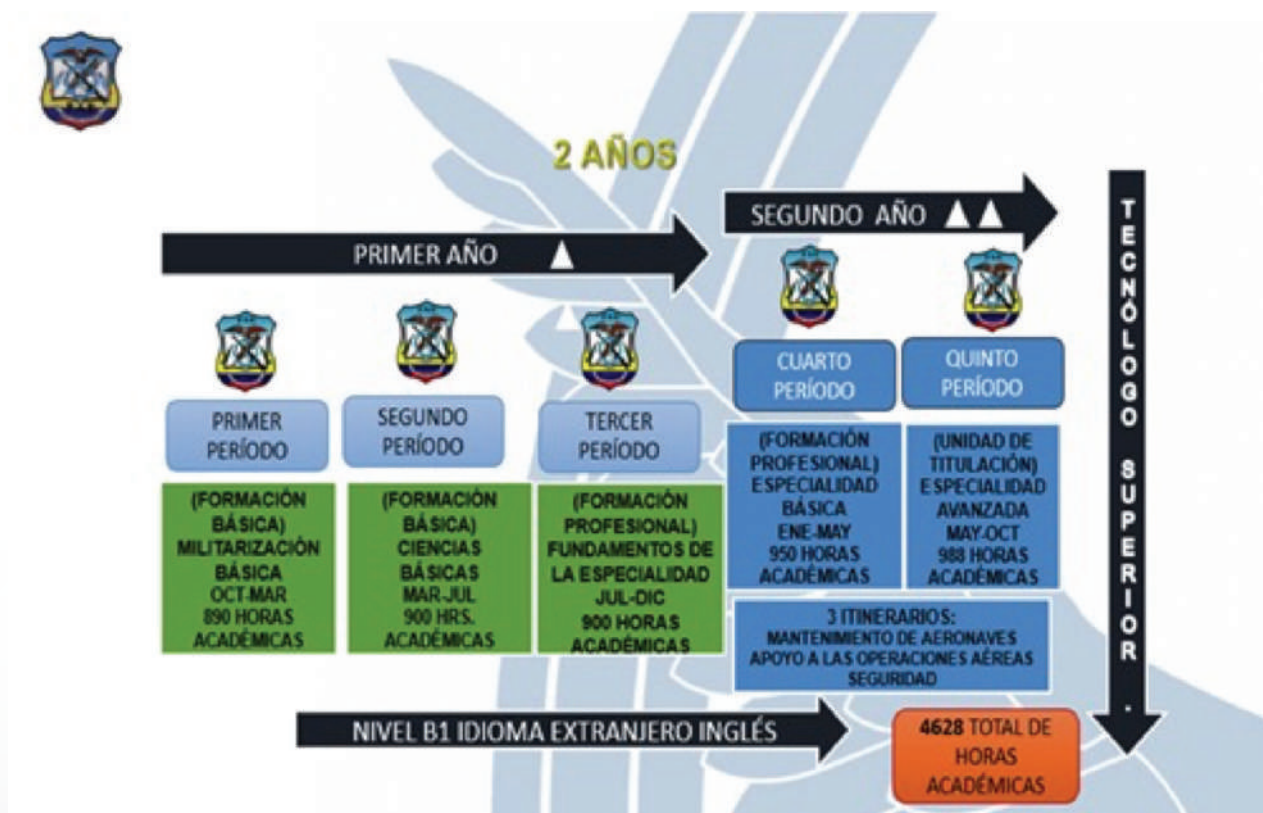 2 AÑOS
PRIMER AÑO
SEGUNDO AÑO
PRIMER
PERÍODO
(FORMACIÓN
BÁSICA)
MILITARIZACIÓN
BÁSICA
OCT-MAR
890 HORAS
ACADÉMICAS
SEGUNDO
PERÍODO
(FORMACIÓN
BÁSICA)
CIENCIAS
BÁSICAS
MAR-JUL
900 HRS.
ACADÉMICAS
TERCER
PERÍODO
(FORMACIÓN
PROFESIONAL)
FUNDAMENTOS DE
LA ESPECIALIDAD
JUL-DIC
900 HORAS
ACADÉMICAS
CUARTO
PERÍODO
(FORMACIÓN
PROFESIONAL)
ESPECIALIDAD
BÁSICA
ENE-MAY
950 HORAS
ACADÉMICAS
QUINTO
PERÍODO
(UNIDAD DE
TITULACIÓN)
ESPECIALIDAD
AVANZADA
MAY-OCT
988 HORAS
ACADÉMICAS
3 ITINERARIOS:
MANTENIMIENTO DE AERONAVES
APOYO A LAS OPERACIONES AÉREAS
SEGURIDAD
NIVEL B1 IDIOMA EXTRANJERO INGLÉS
4628 TOTAL DE
HORAS
ACADÉMICAS
TECNÓLOGO SUPERIOR.